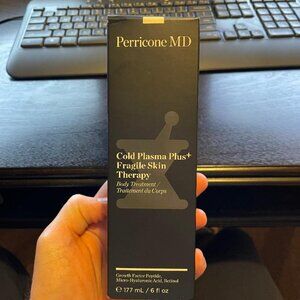 Perricone MD
Cold Plasma Plus+
Fragile Skin
Therapy
Body Treatment /
Traitement du Corps
Growth Factor Peptide,
Micro-Hyaluronic Acid, Retinol
℮ 177 mL / 6 fl oz